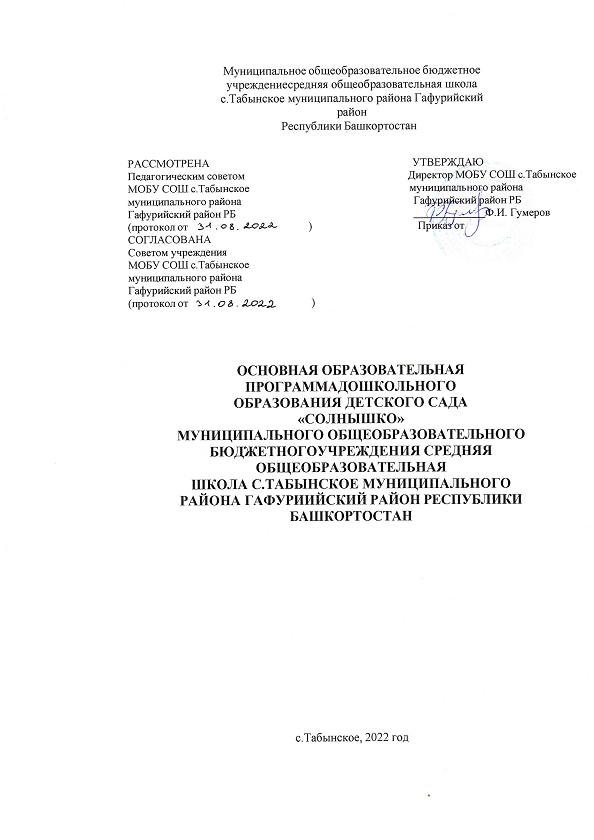 Муниципальное общеобразовательное бюджетное
учреждениесредняя общеобразовательная школа
с.Табынское муниципального района Гафурийский
район
Республики Башкортостан
РАССМОТРЕНА
Педагогическим советом
МОБУ СОШ с.Табынское
муниципального района
Гафурийский район РБ
(протокол от 31.08.2022 )
СОГЛАСОВАНА
Советом учреждения
МОБУ СОШ с.Табынское
муниципального района
Гафурийский район РБ
(протокол от 31.08.2022 )
УТВЕРЖДАЮ
Директор МОБУ СОШ с.Табынское
муниципального района
Гафурийский район РБ
Ф.И. Гумеров
Приказ от
ОСНОВНАЯ ОБРАЗОВАТЕЛЬНАЯ
ПРОГРАММАДОШКОЛЬНОГО
ОБРАЗОВАНИЯ ДЕТСКОГО САДА
«СОЛНЫШКО»
МУНИЦИПАЛЬНОГО ОБЩЕОБРАЗОВАТЕЛЬНОГО
БЮДЖЕТНОГОУЧРЕЖДЕНИЯ СРЕДНЯЯ
ОБЩЕОБРАЗОВАТЕЛЬНАЯ
ШКОЛА С.ТАБЫНСКОЕ МУНИЦИПАЛЬНОГО
РАЙОНА ГАФУРИИЙСКИЙ РАЙОН РЕСПУБЛИКИ
БАШКОРТОСТАН
с.Табынское, 2022 год